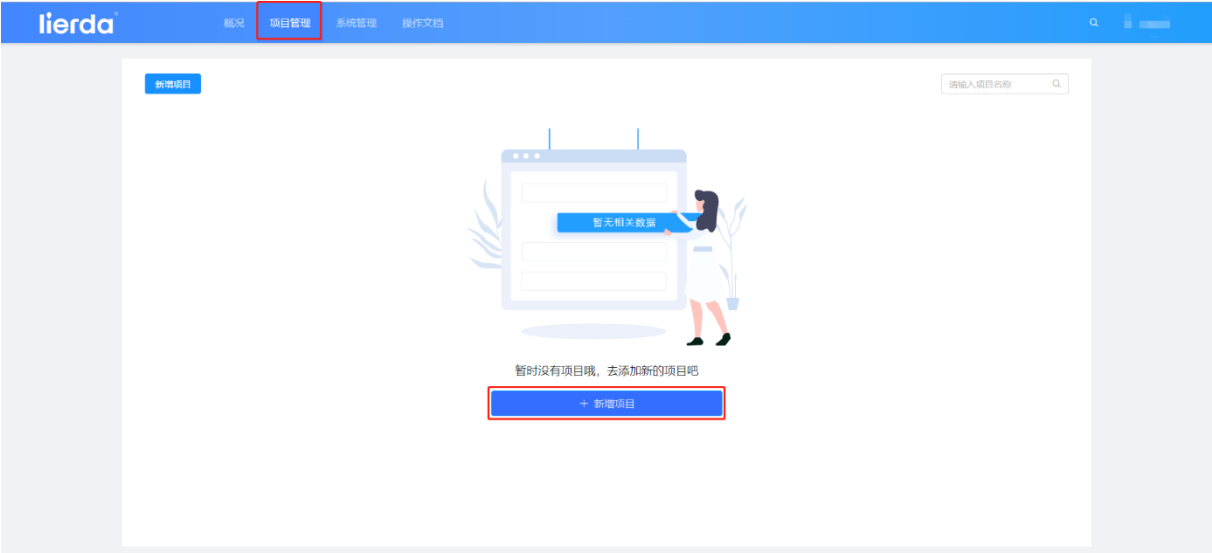 lierda
概况 项目管理 系统管理 操作文档
新增项目
请输入项目名称
暂无相关数据
暂时没有项目哦，去添加新的项目吧
+ 新增项目